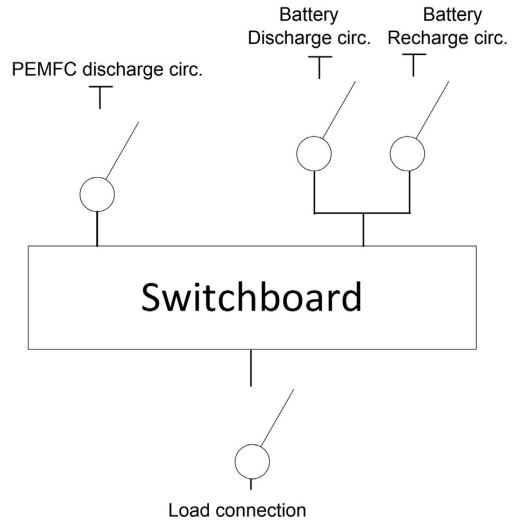 Battery
Discharge circ.
Battery
Recharge circ.
PEMFC discharge circ.
Switchboard
Load connection